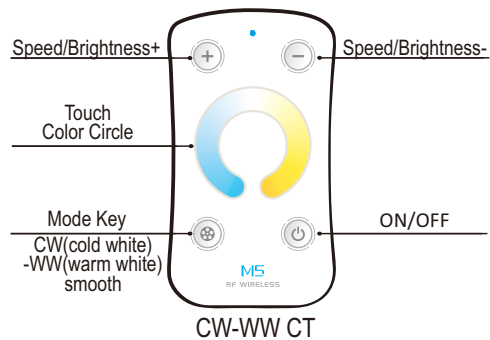 Speed/Brightness+
Speed/Brightness-
Touch
Color Circle
Mode Key
CW(cold white)
-WW(warm white)
smooth
ON/OFF
M5
RF WIRELESS
CW-WW CT